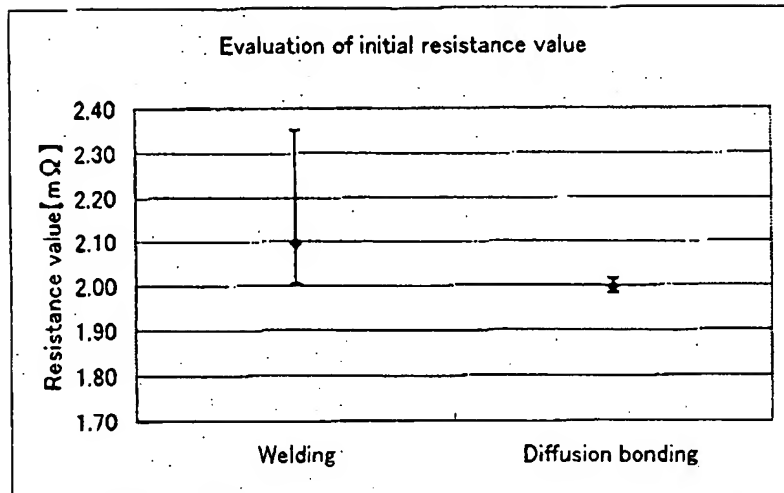 Evaluation of initial resistance value
Resistance value[mΩ]
2.40
2.30
2.20
2.10
2.00
1.90
1.80
1.70
Welding
Diffusion bonding